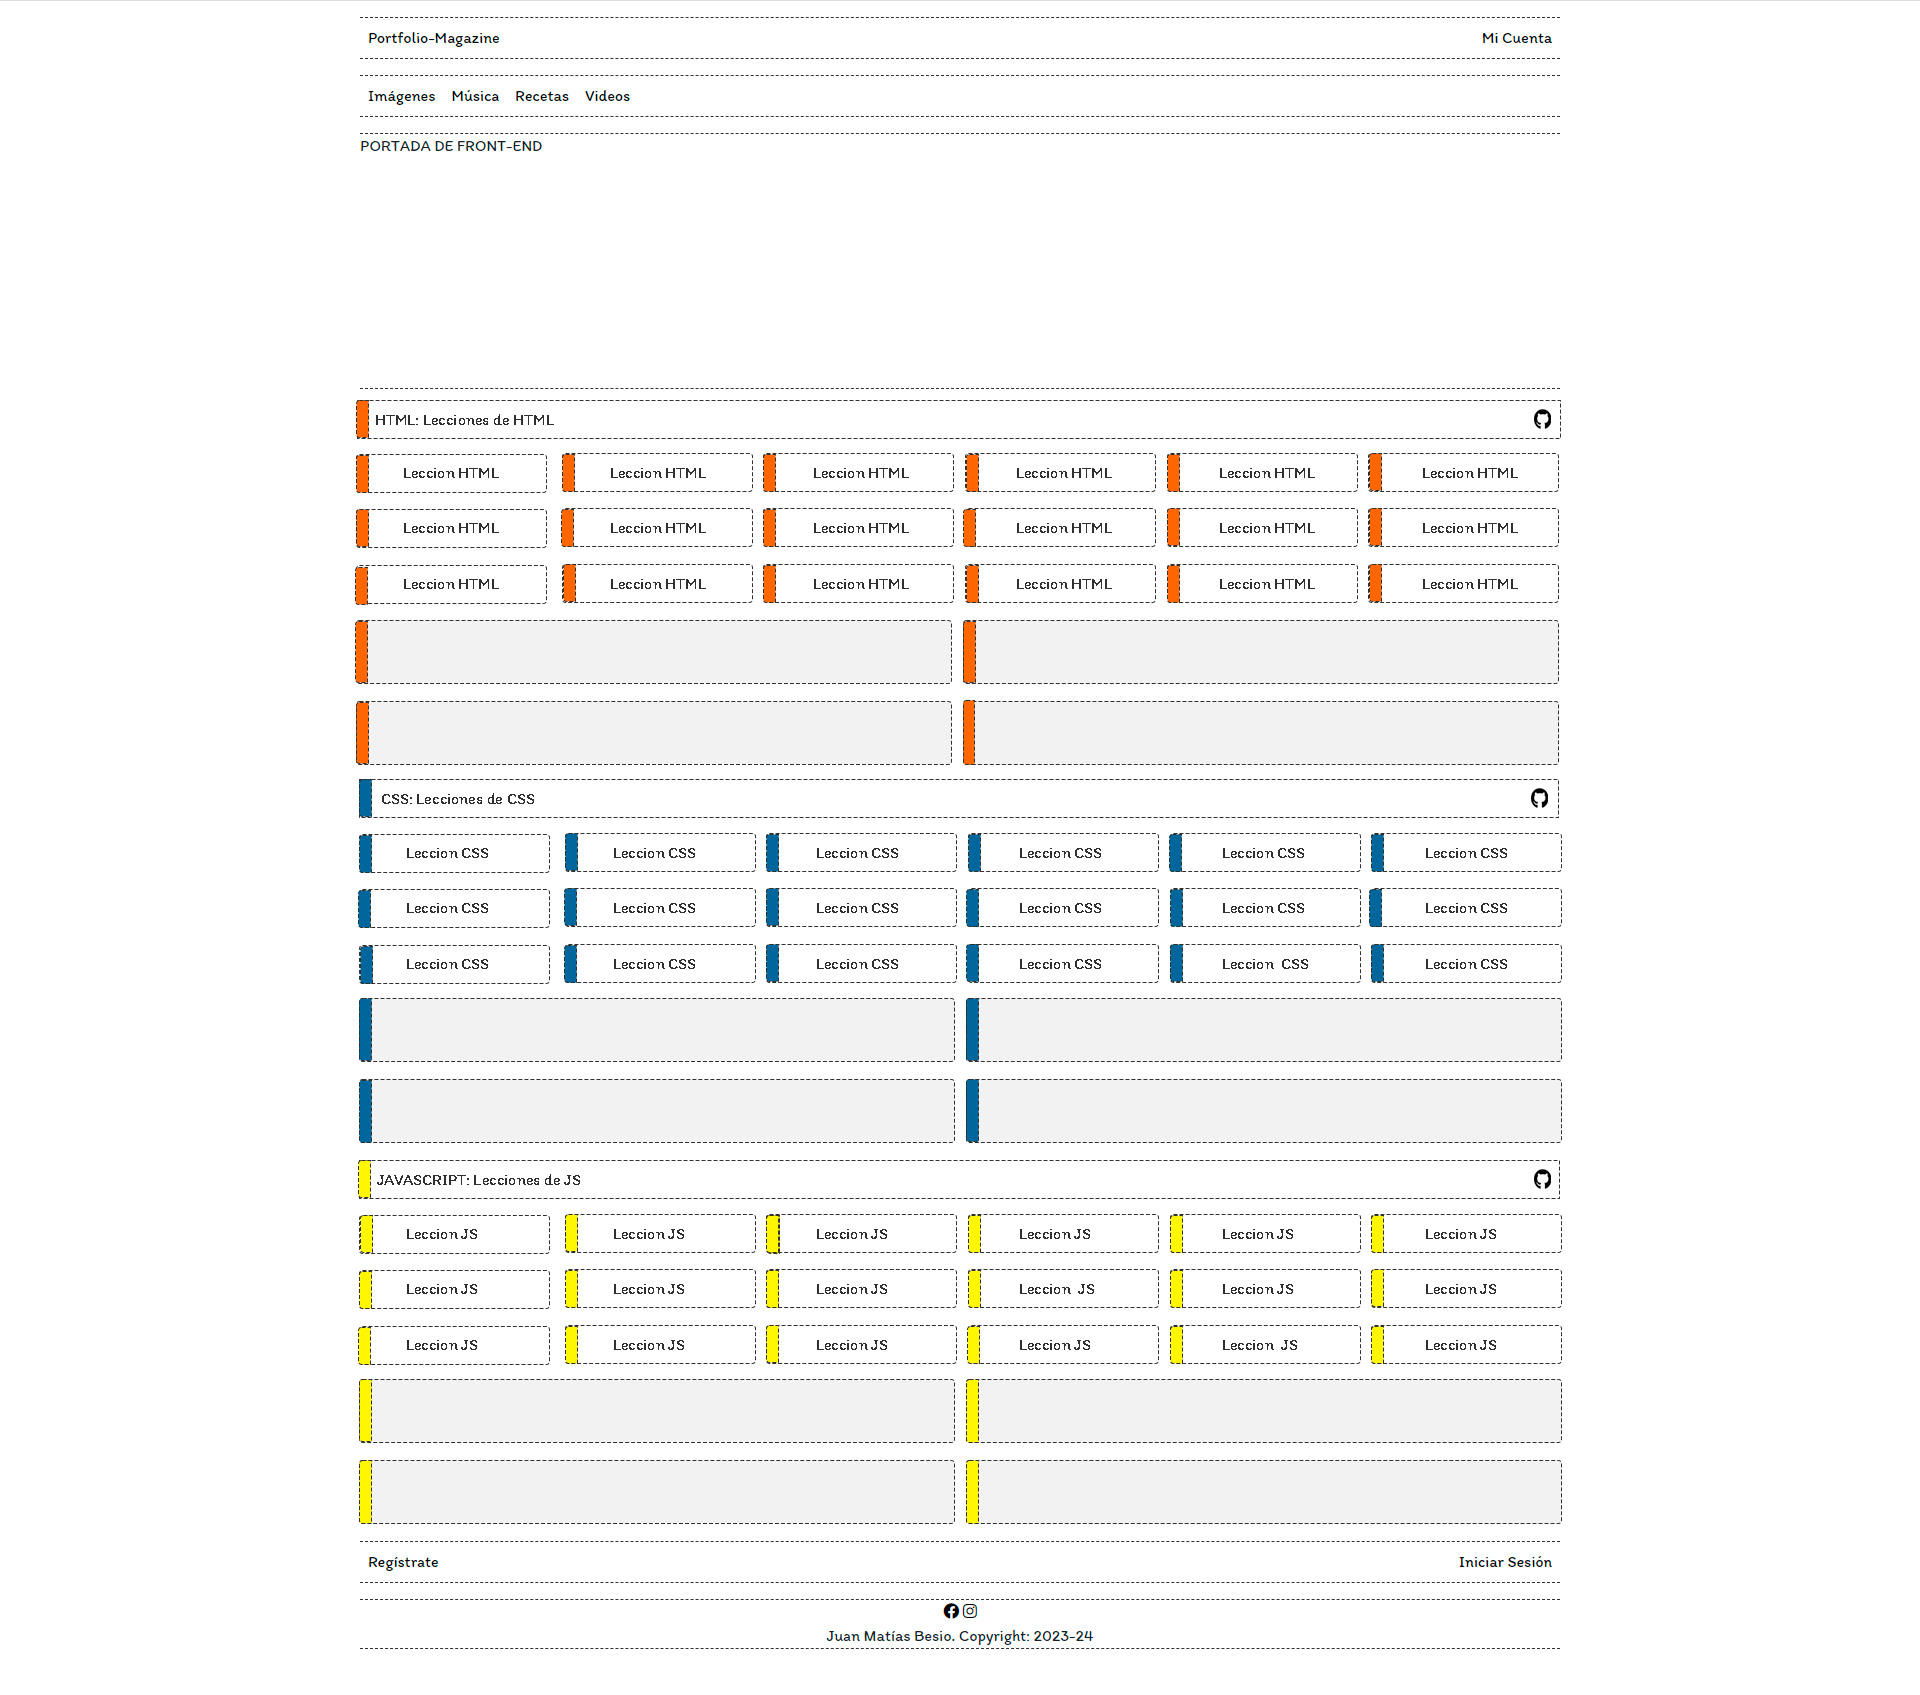 Portfolio-Magazine Mi Cuenta
Imágenes Música Recetas Videos
PORTADA DE FRONT-END
HTML: Lecciones de HTML
Leccion HTML Leccion HTML Leccion HTML Leccion HTML Leccion HTML Leccion HTML
Leccion HTML Leccion HTML Leccion HTML Leccion HTML Leccion HTML Leccion HTML
Leccion HTML Leccion HTML Leccion HTML Leccion HTML Leccion HTML Leccion HTML
CSS: Lecciones de CSS
Leccion CSS Leccion CSS Leccion CSS Leccion CSS Leccion CSS Leccion CSS
Leccion CSS Leccion CSS Leccion CSS Leccion CSS Leccion CSS Leccion CSS
Leccion CSS Leccion CSS Leccion CSS Leccion CSS Leccion CSS Leccion CSS
JAVASCRIPT: Lecciones de JS
Leccion JS Leccion JS Leccion JS Leccion JS Leccion JS Leccion JS
Leccion JS Leccion JS Leccion JS Leccion JS Leccion JS Leccion JS
Leccion JS Leccion JS Leccion JS Leccion JS Leccion JS Leccion JS
Regístrate Iniciar Sesión
Juan Matías Besio. Copyright: 2023-24